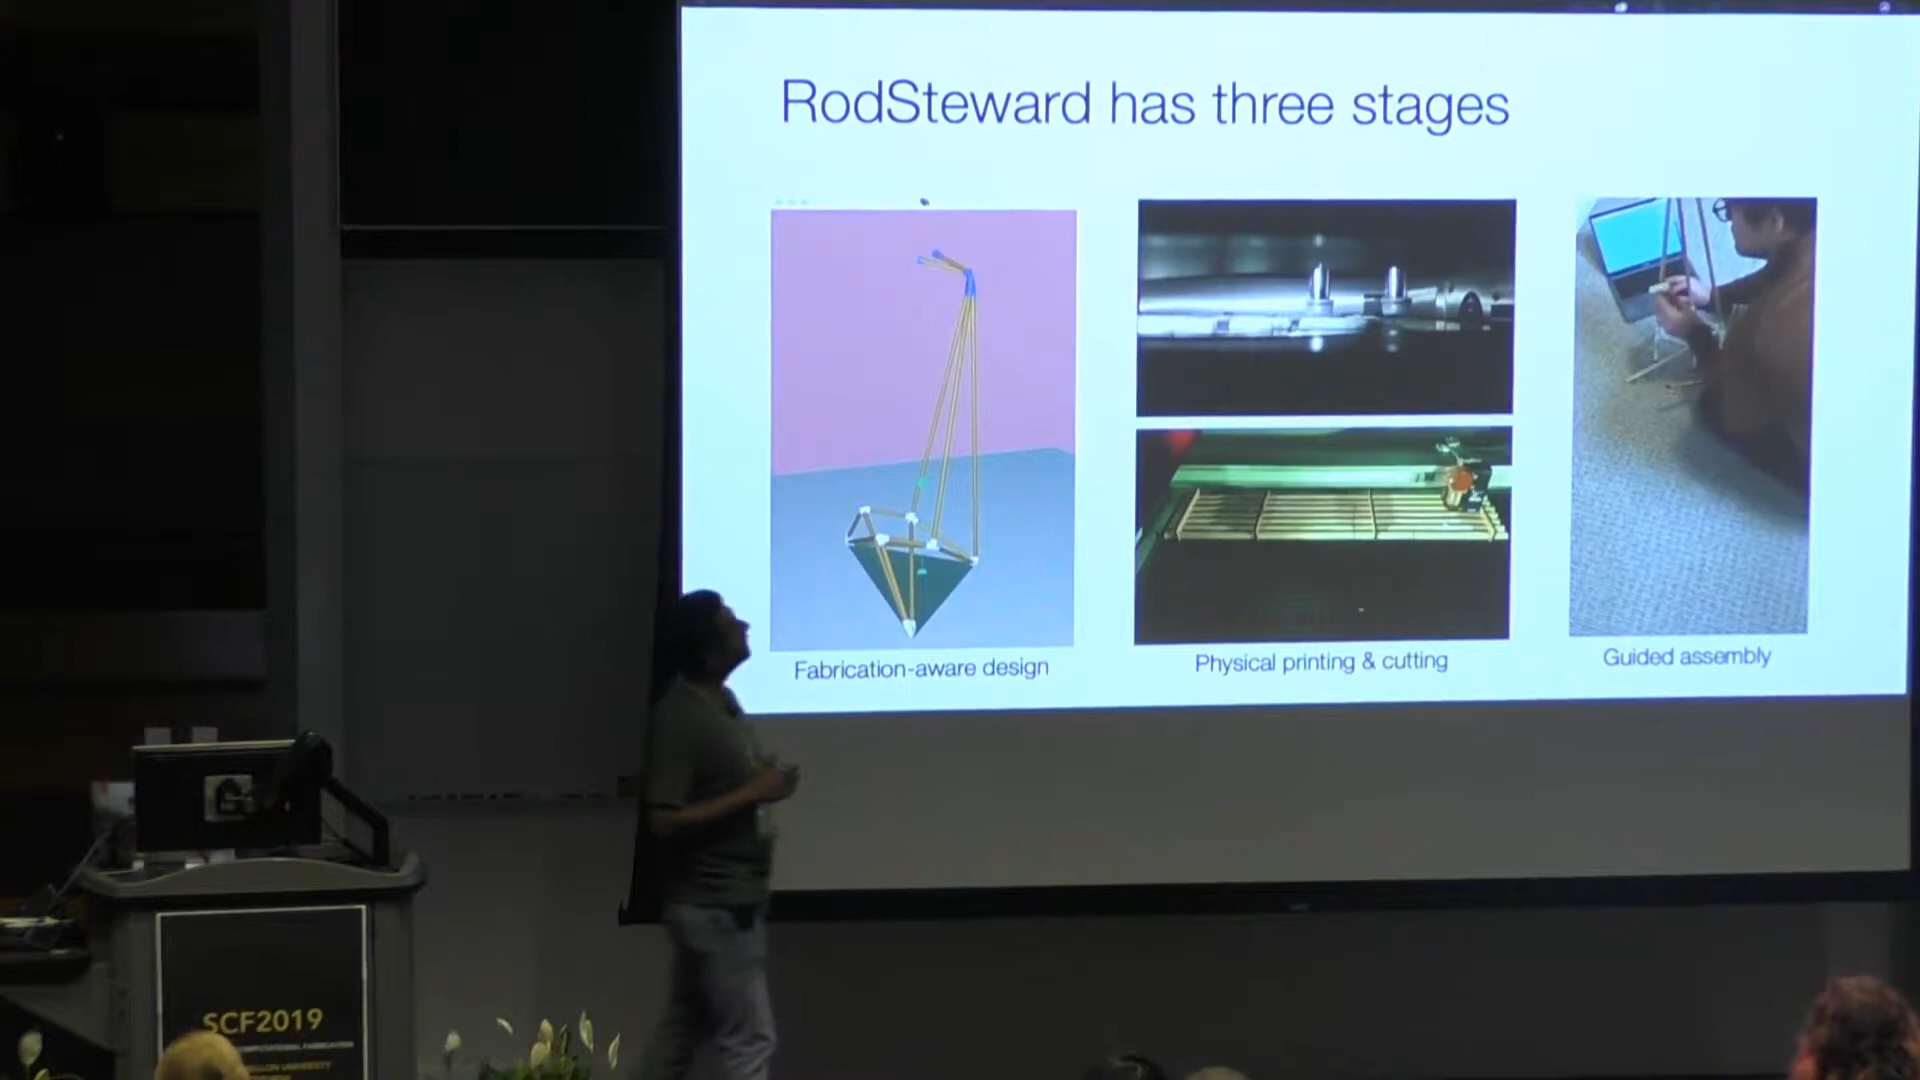 RodSteward has three stages
Fabrication-aware design
Physical printing & cutting
Guided assembly
SCF2019